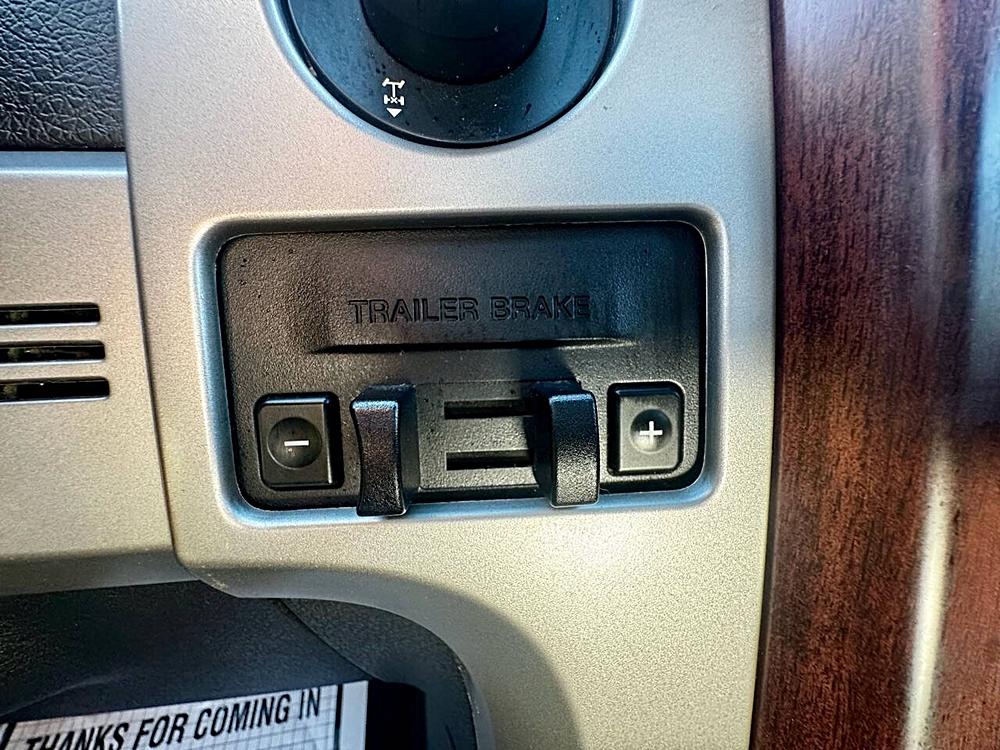 TRAILER BRAKE
− +
THANKS FOR COMING IN